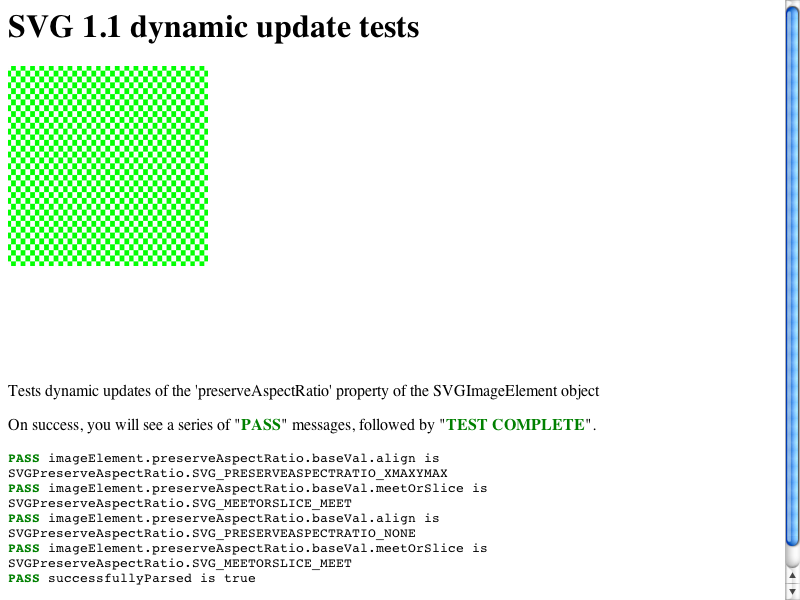 SVG 1.1 dynamic update tests
Tests dynamic updates of the 'preserveAspectRatio' property of the SVGImageElement object
On success, you will see a series of "PASS" messages, followed by "TEST COMPLETE".
PASS imageElement.preserveAspectRatio.baseVal.align is
SVGPreserveAspectRatio.SVG_PRESERVEASPECTRATIO_XMAXYMAX
PASS imageElement.preserveAspectRatio.baseVal.meetOrSlice is
SVGPreserveAspectRatio.SVG_MEETORSLICE_MEET
PASS imageElement.preserveAspectRatio.baseVal.align is
SVGPreserveAspectRatio.SVG_PRESERVEASPECTRATIO_NONE
PASS imageElement.preserveAspectRatio.baseVal.meetOrSlice is
SVGPreserveAspectRatio.SVG_MEETORSLICE_MEET
PASS successfullyParsed is true